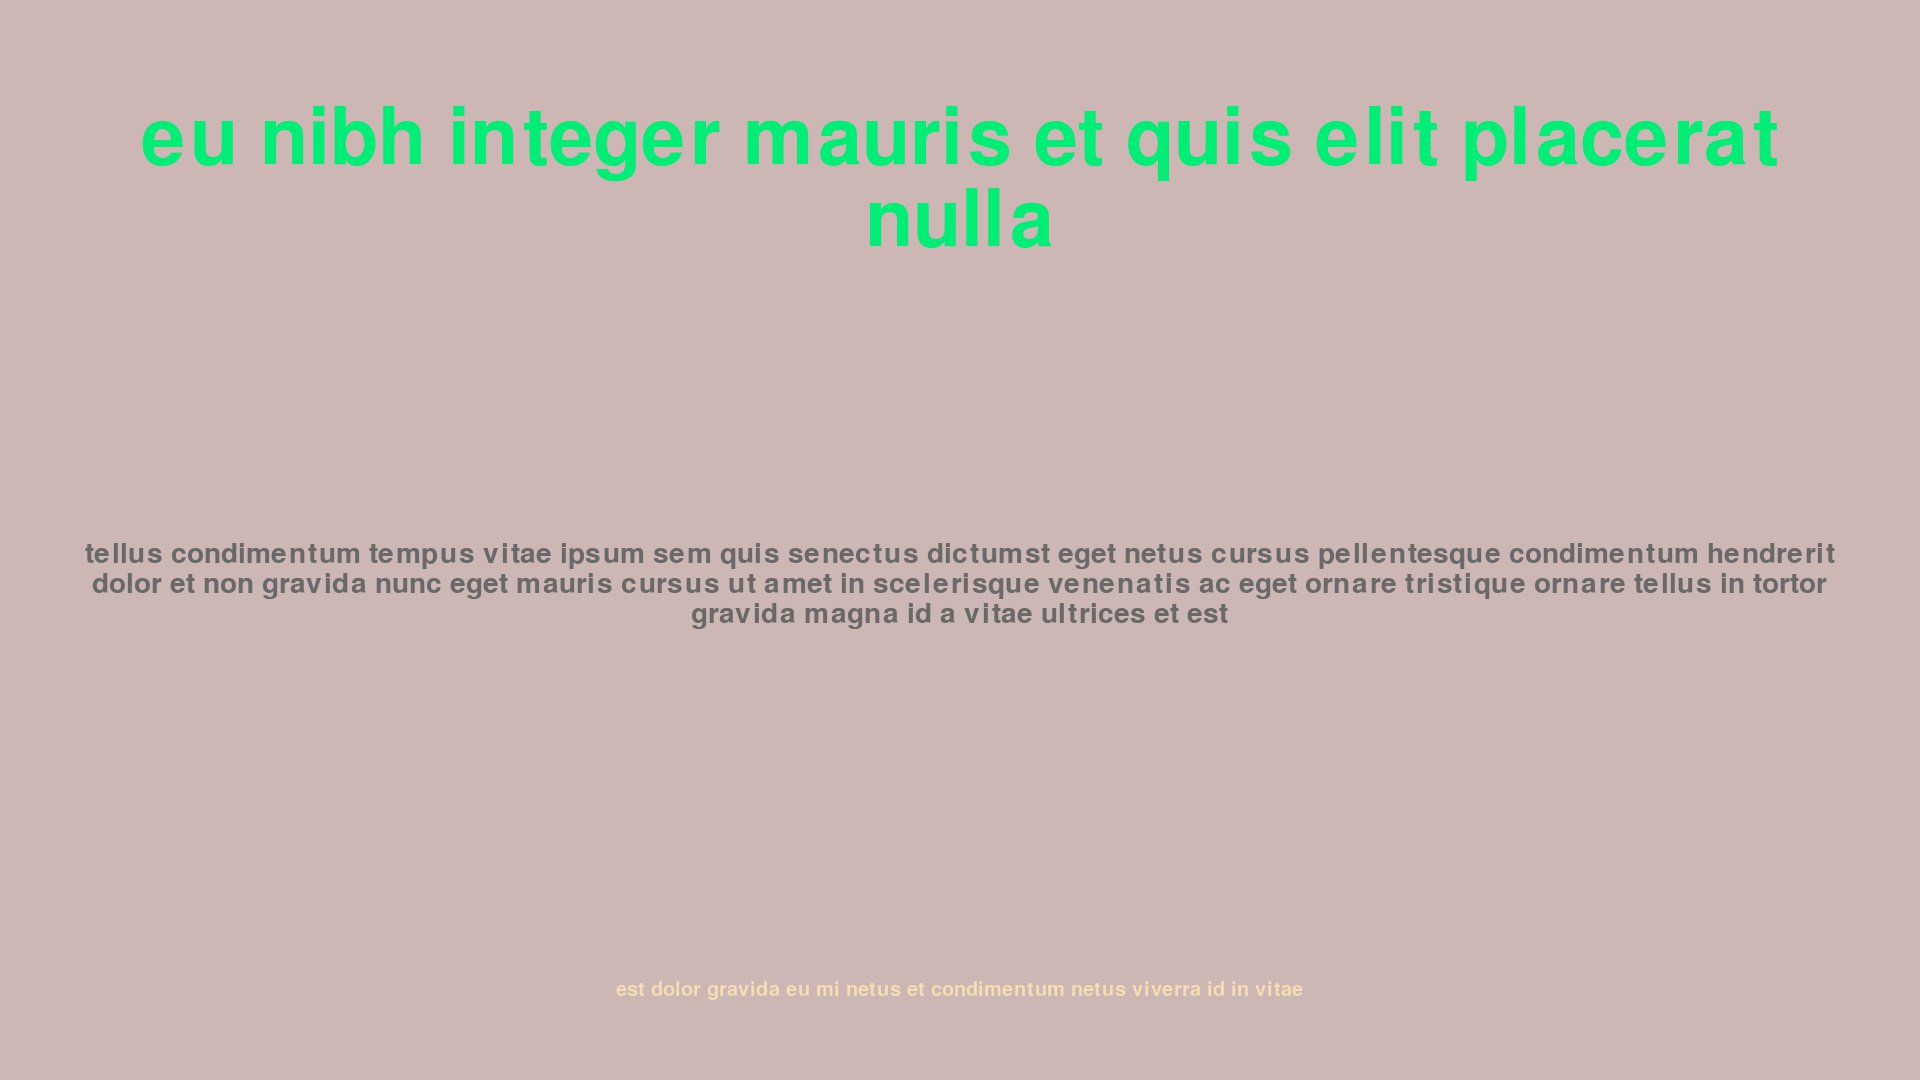 eu nibh integer mauris et quis elit placerat
nulla
tellus condimentum tempus vitae ipsum sem quis senectus dictumst eget netus cursus pellentesque condimentum hendrerit
dolor et non gravida nunc eget mauris cursus ut amet in scelerisque venenatis ac eget ornare tristique ornare tellus in tortor
gravida magna id a vitae ultrices et est
est dolor gravida eu mi netus et condimentum netus viverra id in vitae